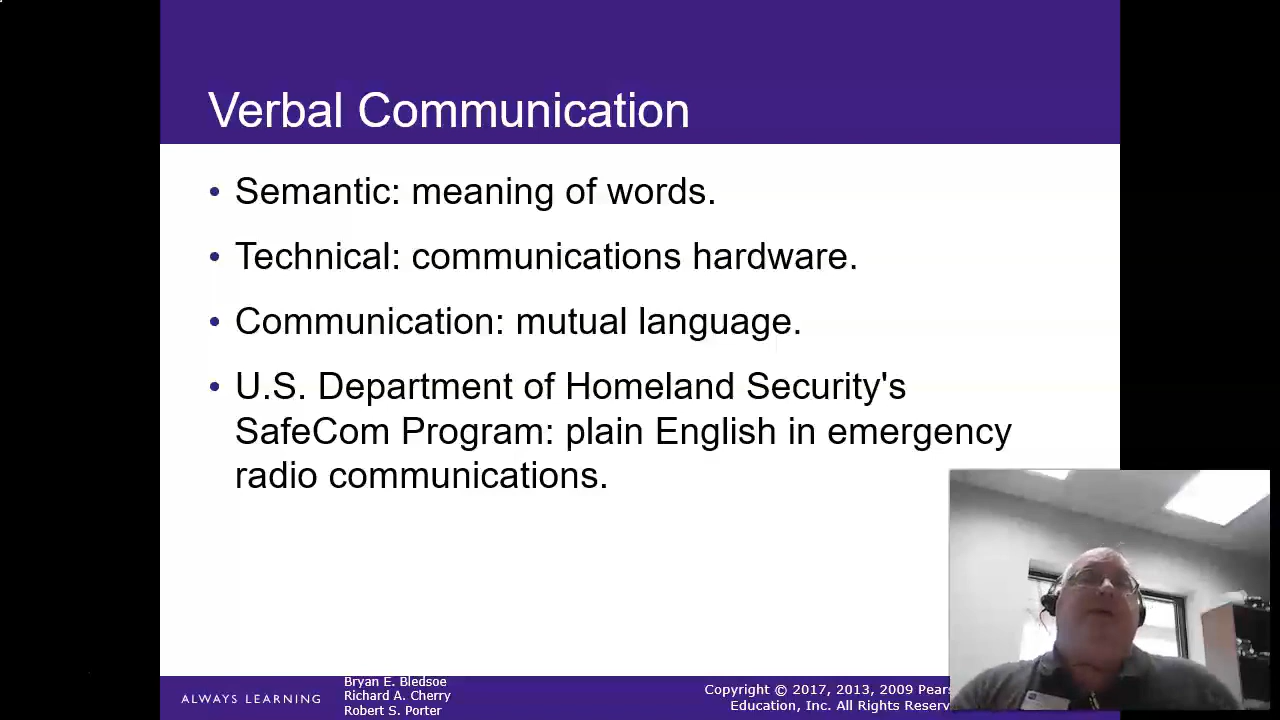 Verbal Communication
• Semantic: meaning of words.
• Technical: communications hardware.
• Communication: mutual language.
• U.S. Department of Homeland Security's
SafeCom Program: plain English in emergency
radio communications.
ALWAYS LEARNING
Bryan E. Bledsoe
Richard A. Cherry
Robert S. Porter
Copyright © 2017, 2013, 2009
Education, Inc. All Rights